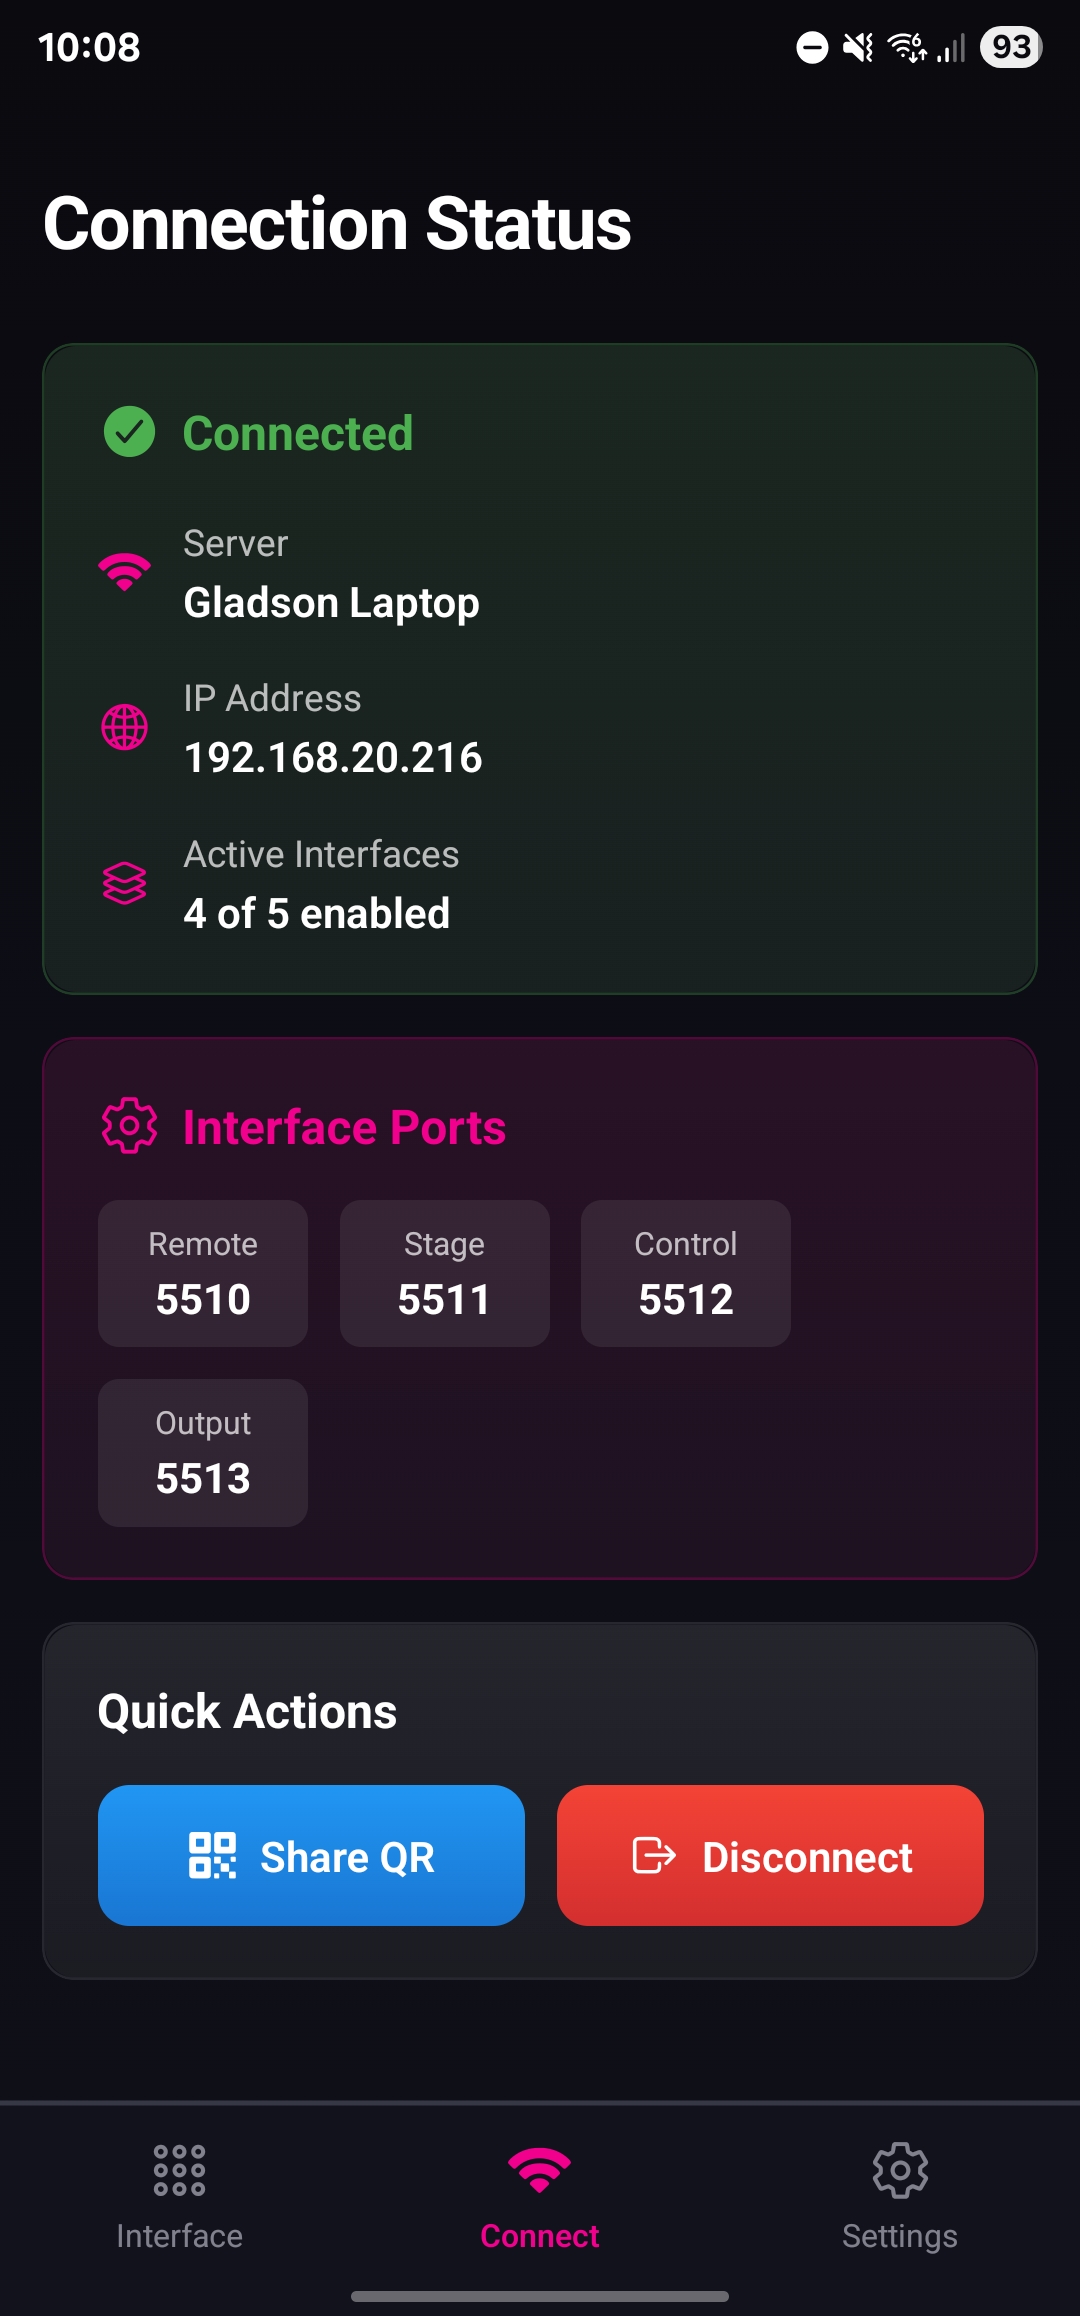 10:08
6
93
Connection Status
Connected
Server
Gladson Laptop
IP Address
192.168.20.216
Active Interfaces
4 of 5 enabled
Interface Ports
Remote
5510
Stage
5511
Control
5512
Output
5513
Quick Actions
Share QR
Disconnect
Interface
Connect
Settings